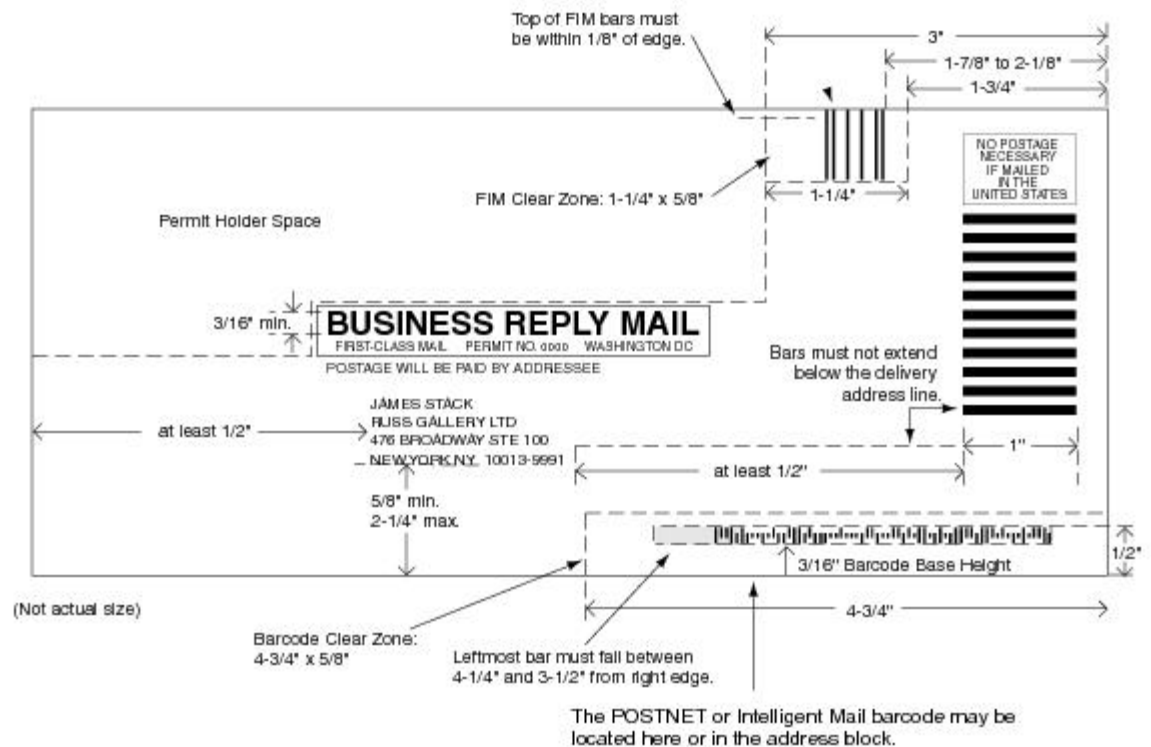 Top of FIM bars must
be within 1/8" of edge.
3"
1-7/8" to 2-1/8"
1-3/4"
NO POSTAGE
NECESSARY
IF MAILED
IN THE
UNITED STATES
FIM Clear Zone: 1-1/4" x 5/8"
1-1/4"
Permit Holder Space
3/16" min.
BUSINESS REPLY MAIL
FIRST-CLASS MAIL PERMIT NO. 0000 WASHINGTON DC
POSTAGE WILL BE PAID BY ADDRESSEE
Bars must not extend
below the delivery
address line.
JAMES STACK
RUSS GALLERY LTD
476 BROADWAY STE 100
NEW YORK NY 10013-9991
at least 1/2"
1"
at least 1/2"
5/8" min.
2-1/4" max.
3/16" Barcode Base Height
1/2"
(Not actual size)
4-3/4"
Barcode Clear Zone:
4-3/4" x 5/8"
Leftmost bar must fall between
4-1/4" and 3-1/2" from right edge.
The POSTNET or Intelligent Mail barcode may be
located here or in the address block.